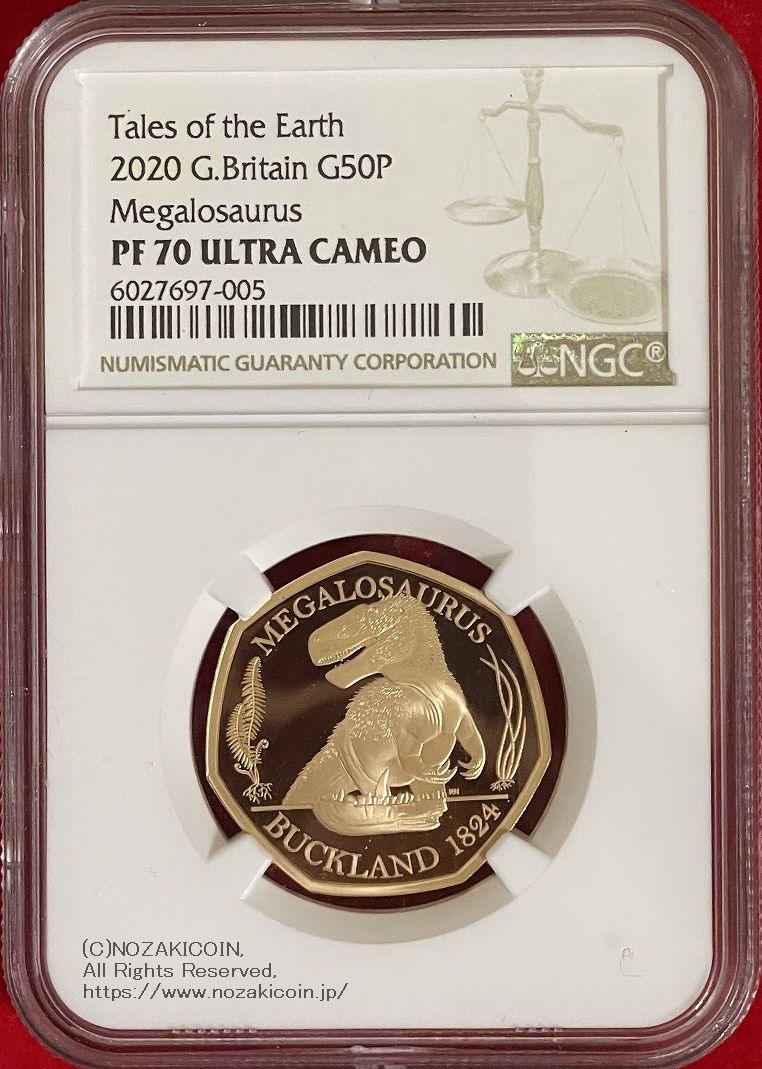 Tales of the Earth
2020 G.Britain G50P
Megalosaurus
PF 70 ULTRA CAMEO
6027697-005
NUMISMATIC GUARANTY CORPORATION
NGC®
MEGALOSAURUS
BUCKLAND 1824
(C)NOZAKICOIN,
All Rights Reserved,
https://www.nozakicoin.jp/